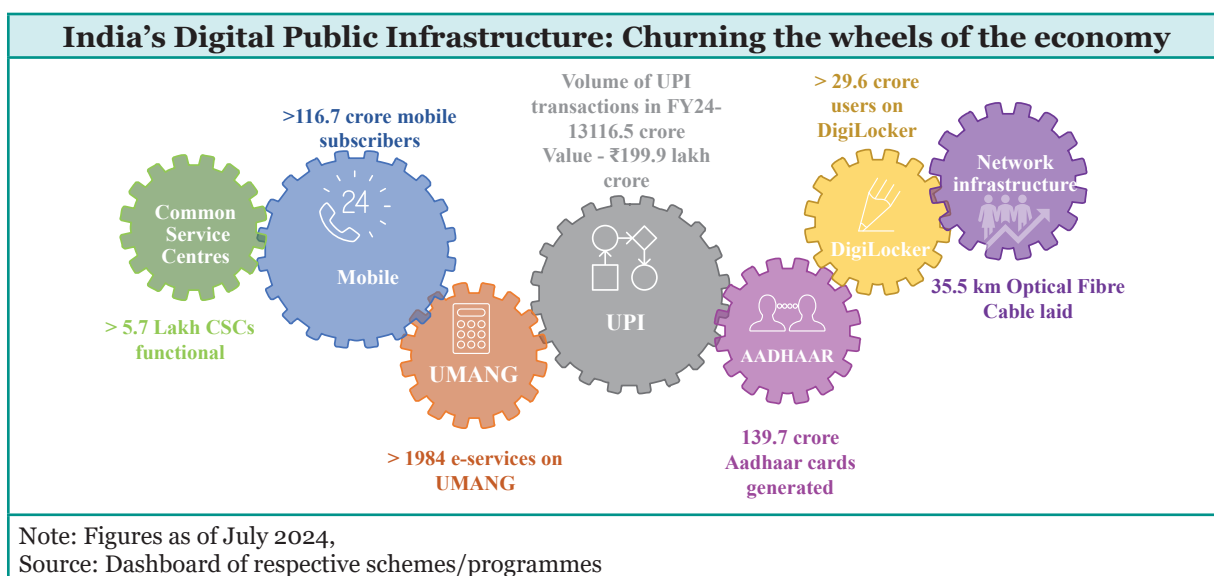 India's Digital Public Infrastructure: Churning the wheels of the economy
Common
Service
Centres
> 5.7 Lakh CSCs
functional
>116.7 crore mobile
subscribers
24
Mobile
UMANG
> 1984 e-services on
UMANG
Volume of UPI
transactions in FY24-
13116.5 crore
Value - ₹199.9 lakh
crore
UPI
AADHAAR
139.7 crore
Aadhaar cards
generated
> 29.6 crore
users on
DigiLocker
DigiLocker
Network
infrastructure
35.5 km Optical Fibre
Cable laid
Note: Figures as of July 2024,
Source: Dashboard of respective schemes/programmes